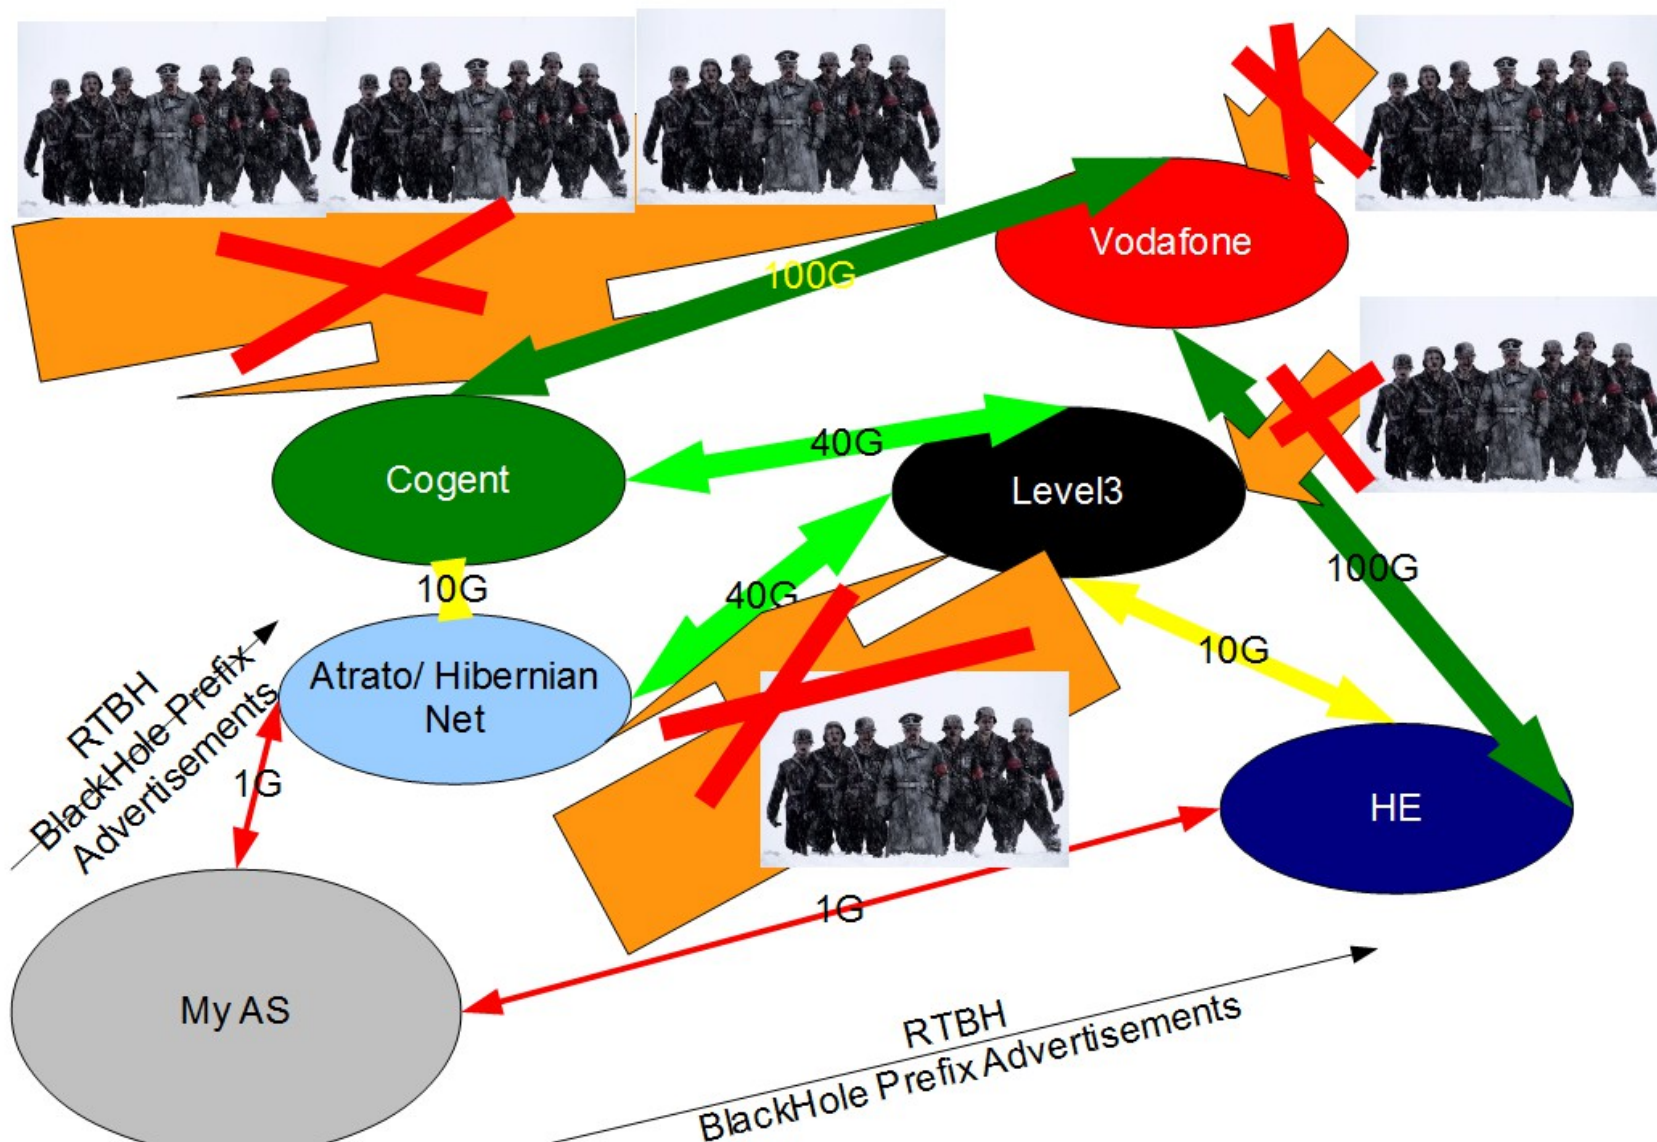 Vodafone
100G
40G
Cogent
Level3
100G
10G
40G
10G
Atrato/ Hibernian
Net
RTBH
BlackHole Prefix
Advertisements
1G
HE
1G
My AS
RTBH
BlackHole Prefix Advertisements